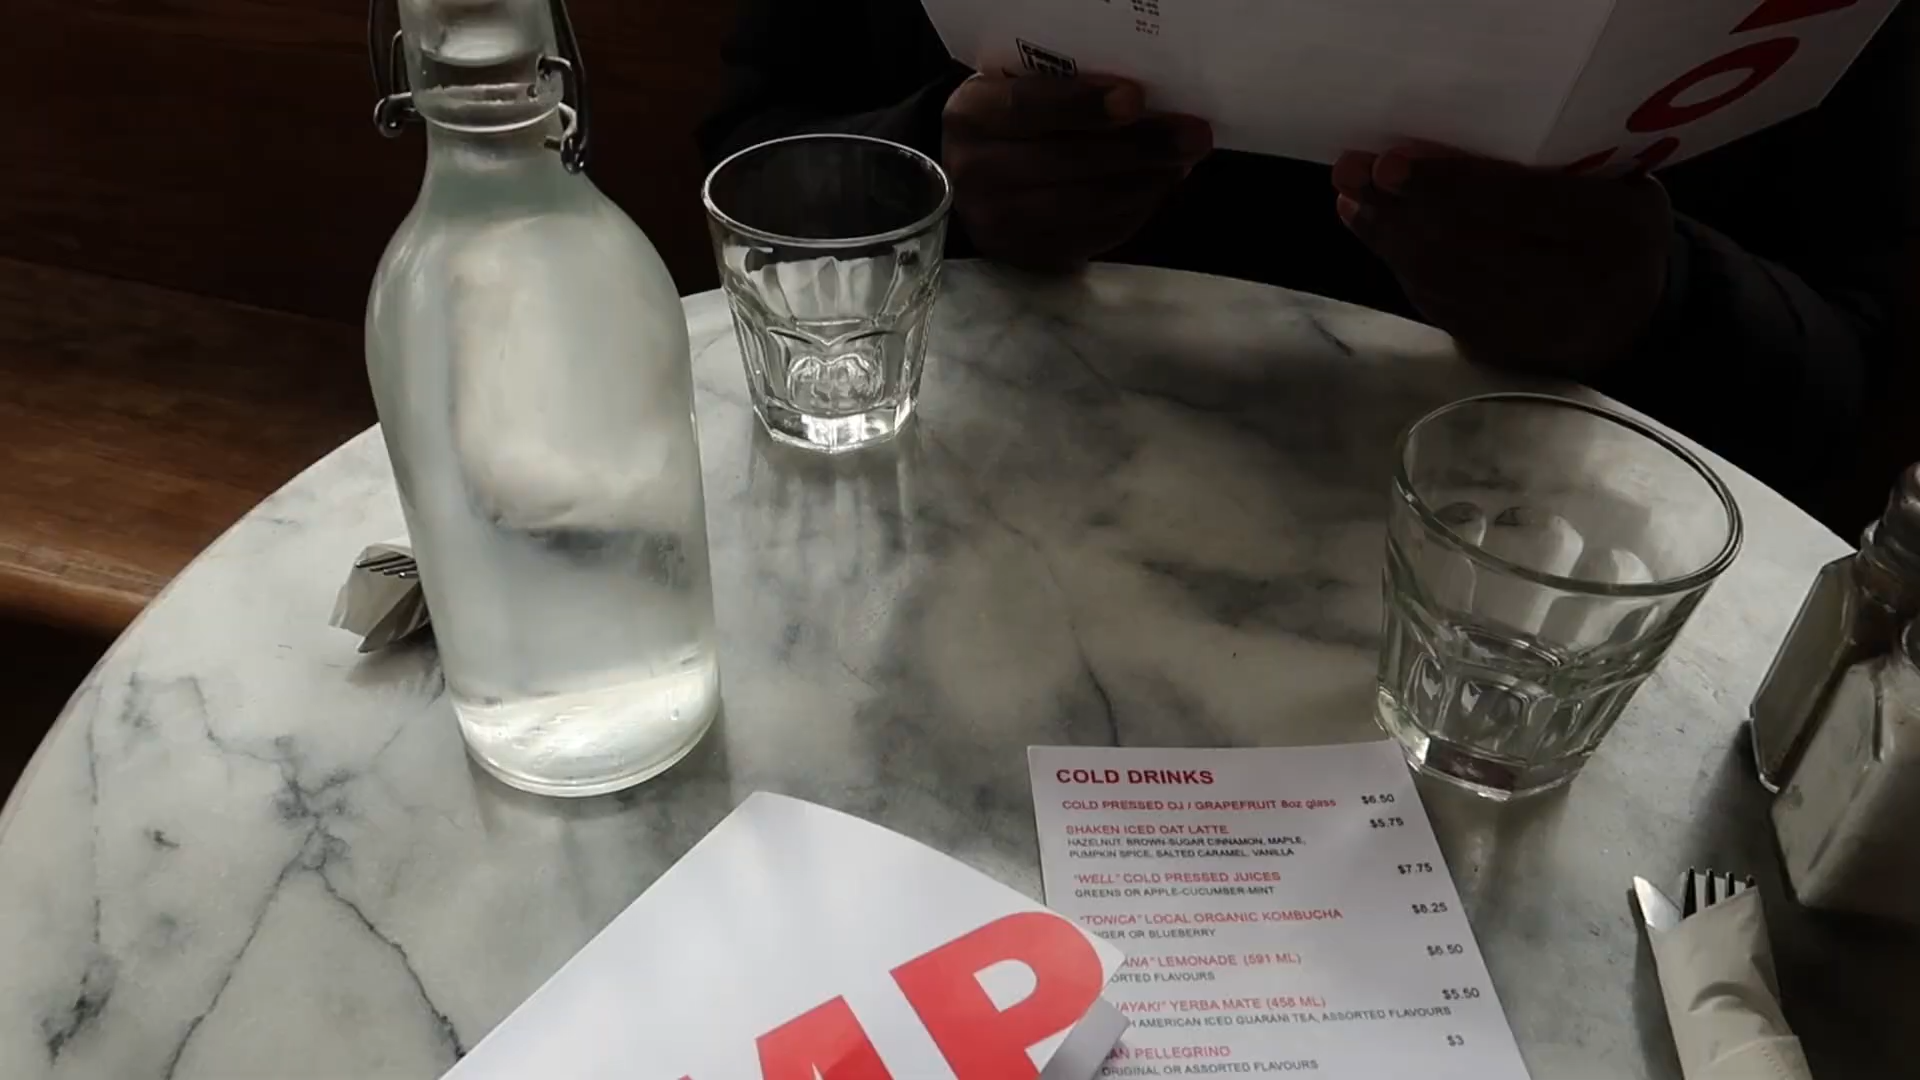 COLD DRINKS
COLD PRESSED OJ / GRAPEFRUIT 8oz glass $6.50
SHAKEN ICED OAT LATTE $5.75
HAZELNUT, BROWN-SUGAR CINNAMON, MAPLE,
PUMPKIN SPICE, SALTED CARAMEL, VANILLA
"WELL" COLD PRESSED JUICES $7.75
GREENS OR APPLE-CUCUMBER-MINT
"TONICA" LOCAL ORGANIC KOMBUCHA $8.25
OR BLUEBERRY
LEMONADE (591 ML) $6.50
FLAVOURS
YERBA MATE (458 ML) $5.50
AMERICAN ICED GUARANI TEA, ASSORTED FLAVOURS
PELLEGRINO $3
ORIGINAL OR ASSORTED FLAVOURS
MP